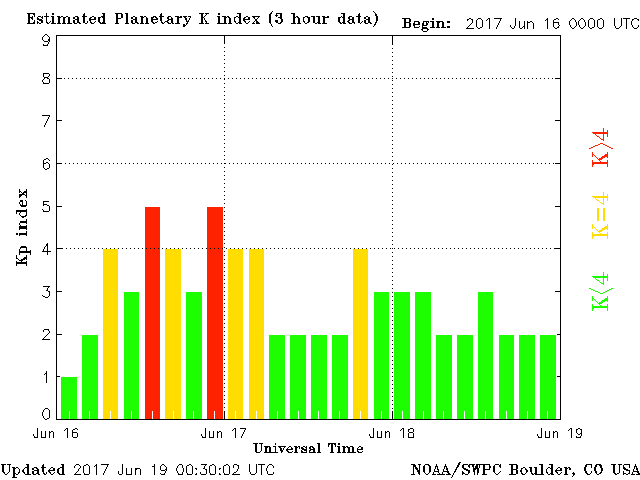 Estimated Planetary K index (3 hour data) Begin: 2017 Jun 16 0000 UTC
9
8
7
6
5
4
3
2
1
0
Kp index
K>4
K=4
K<4
Jun 16 Jun 17 Jun 18 Jun 19
Universal Time
Updated 2017 Jun 19 00:30:02 UTC NOAA/SWPC Boulder, CO USA